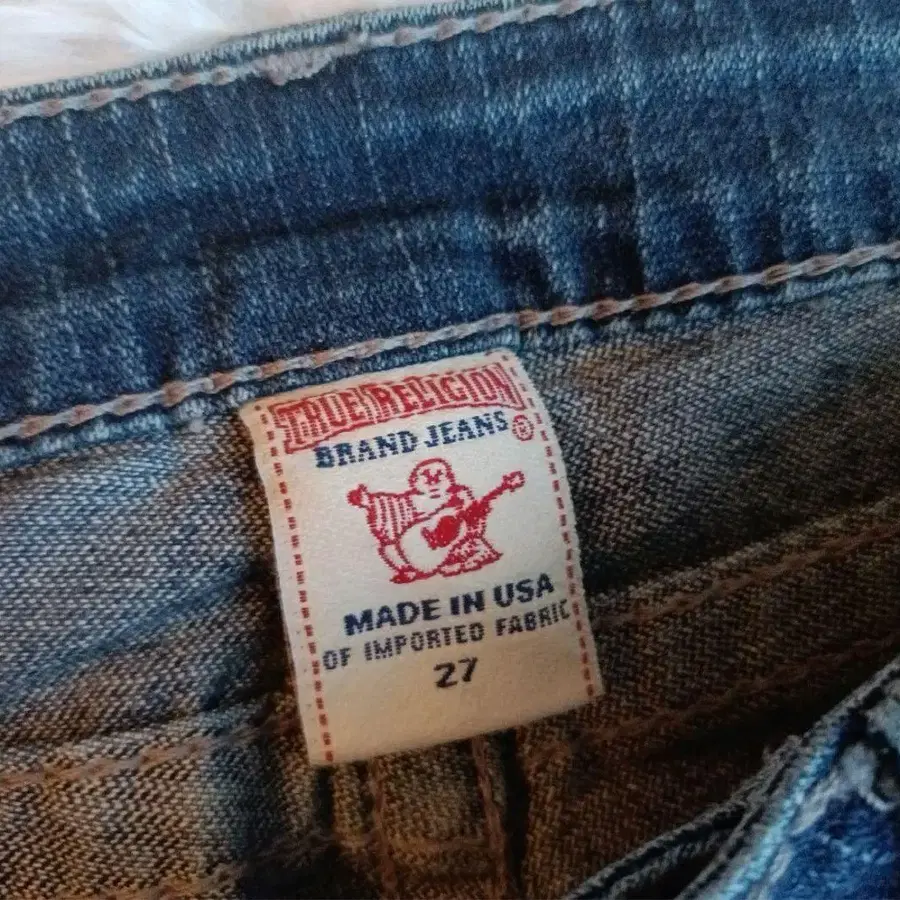 TRUE RELIGION
BRAND JEANS ®
MADE IN USA
OF IMPORTED FABRIC
27